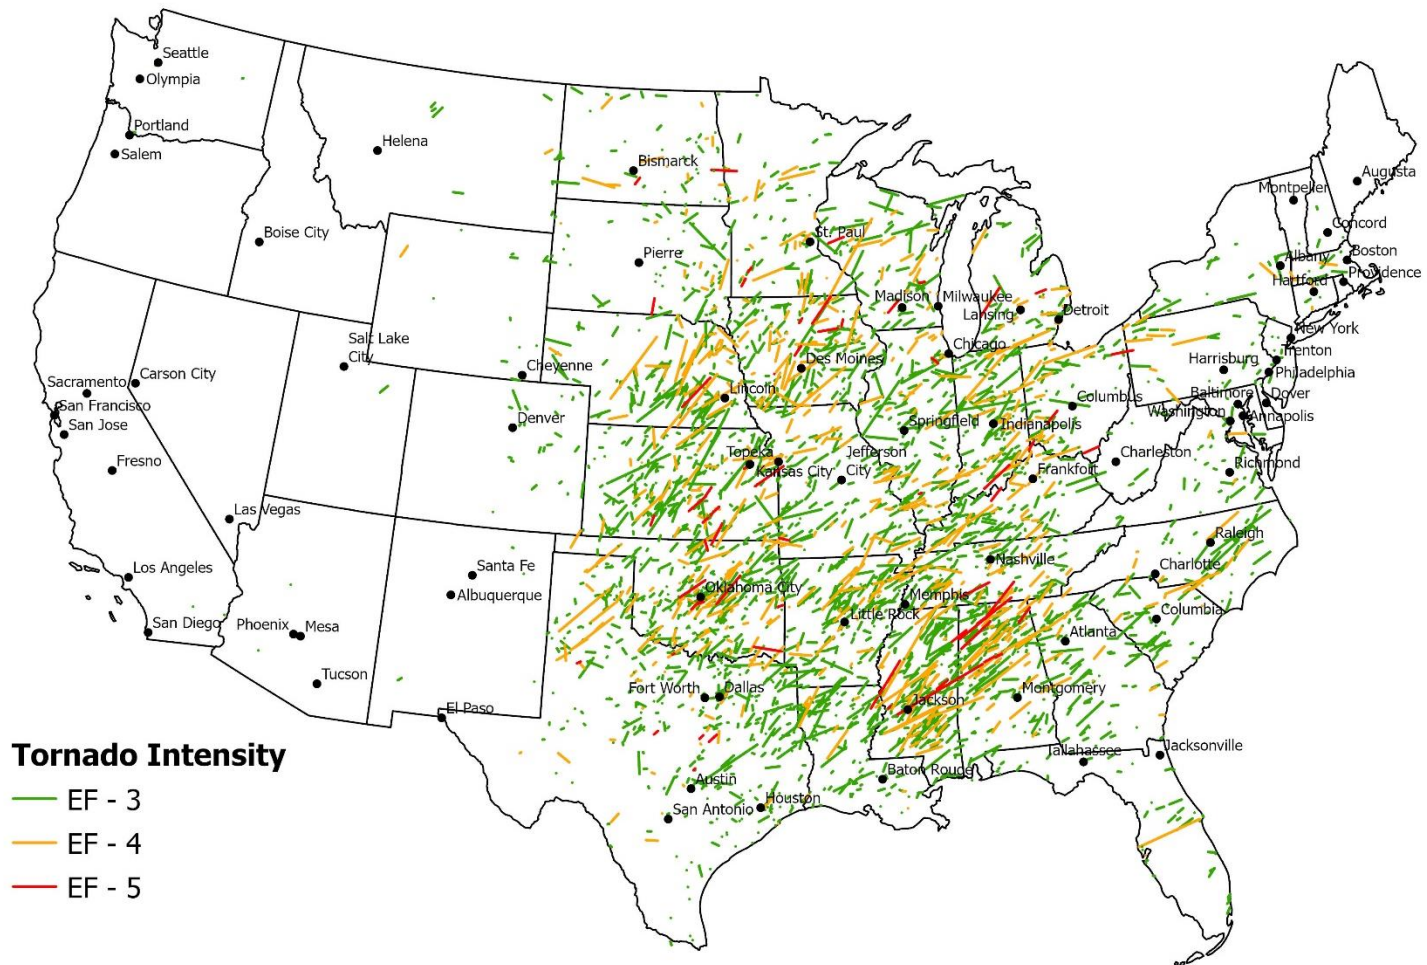 Seattle
Olympia
Portland
Salem
Helena
Bismarck
Augusta
Montpelier
Boise City
Pierre
St. Paul
Concord
Albany
Boston
Providence
Hartford
Madison
Milwaukee
Lansing
Detroit
New York
Salt Lake
City
Cheyenne
Des Moines
Chicago
Trenton
Harrisburg
Philadelphia
Sacramento
Carson City
Lincoln
Columbus
Baltimore
Dover
San Francisco
San Jose
Denver
Springfield
Indianapolis
Washington
Annapolis
Fresno
Topeka
Kansas City
Jefferson
City
Frankfort
Charleston
Richmond
Las Vegas
Raleigh
Los Angeles
Santa Fe
Albuquerque
Oklahoma City
Nashville
Charlotte
Memphis
Little Rock
Columbia
San Diego
Phoenix
Mesa
Atlanta
Tucson
Fort Worth
Dallas
Jackson
Montgomery
El Paso
Tallahassee
Jacksonville
Baton Rouge
Austin
San Antonio
Houston
Tornado Intensity
EF - 3
EF - 4
EF - 5